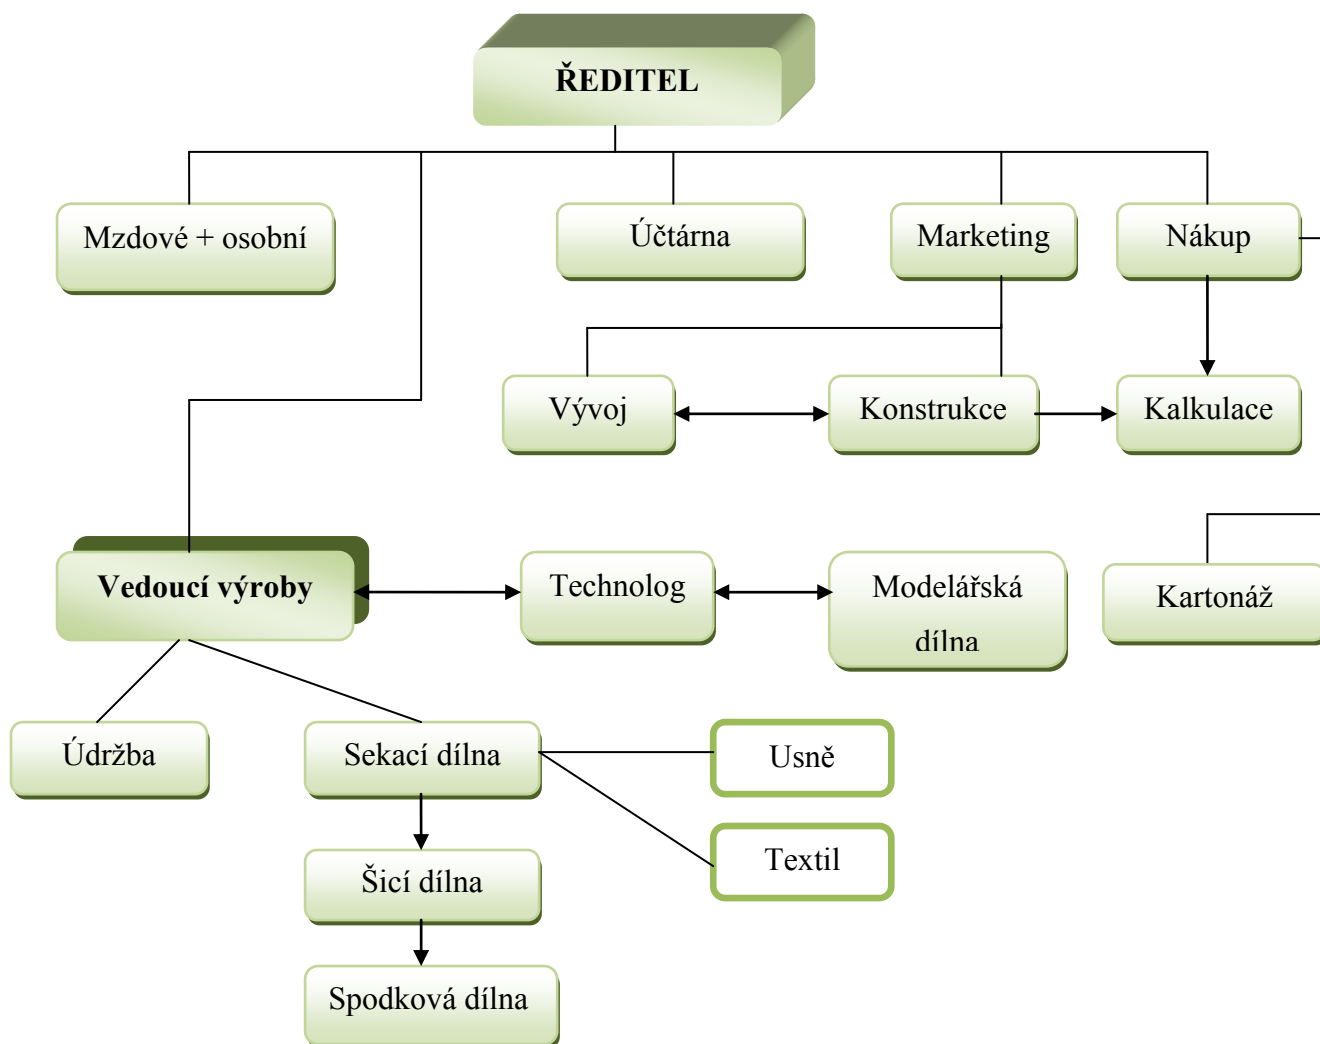 ŘEDITEL
Mzdové + osobní
Účtárna
Marketing
Nákup
Vývoj
Konstrukce
Kalkulace
Vedoucí výroby
Technolog
Modelářská
dílna
Kartonáž
Údržba
Sekací dílna
Usně
Textil
Šicí dílna
Spodková dílna